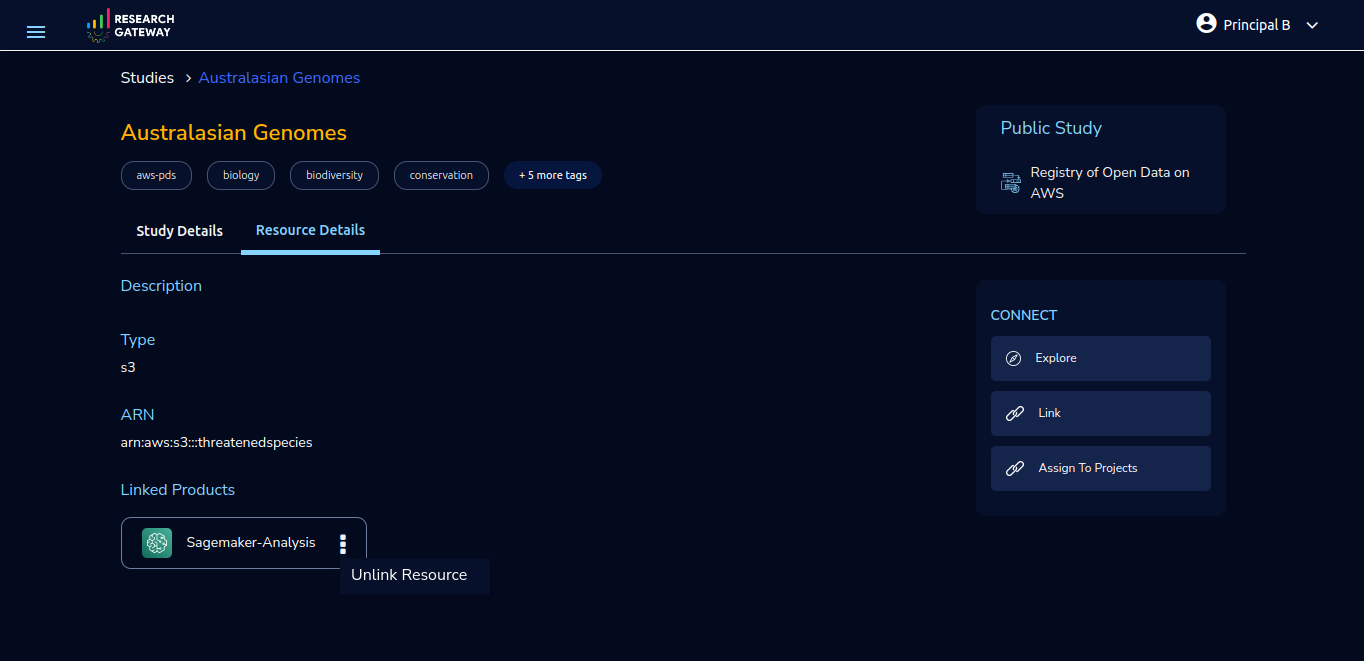 RESEARCH
GATEWAY
Principal B
Studies > Australasian Genomes
Australasian Genomes
aws-pds
biology
biodiversity
conservation
+ 5 more tags
Public Study
Registry of Open Data on
AWS
Study Details
Resource Details
Description
Type
s3
ARN
arn:aws:s3:::threatenedspecies
Linked Products
Sagemaker-Analysis
Unlink Resource
CONNECT
Explore
Link
Assign To Projects